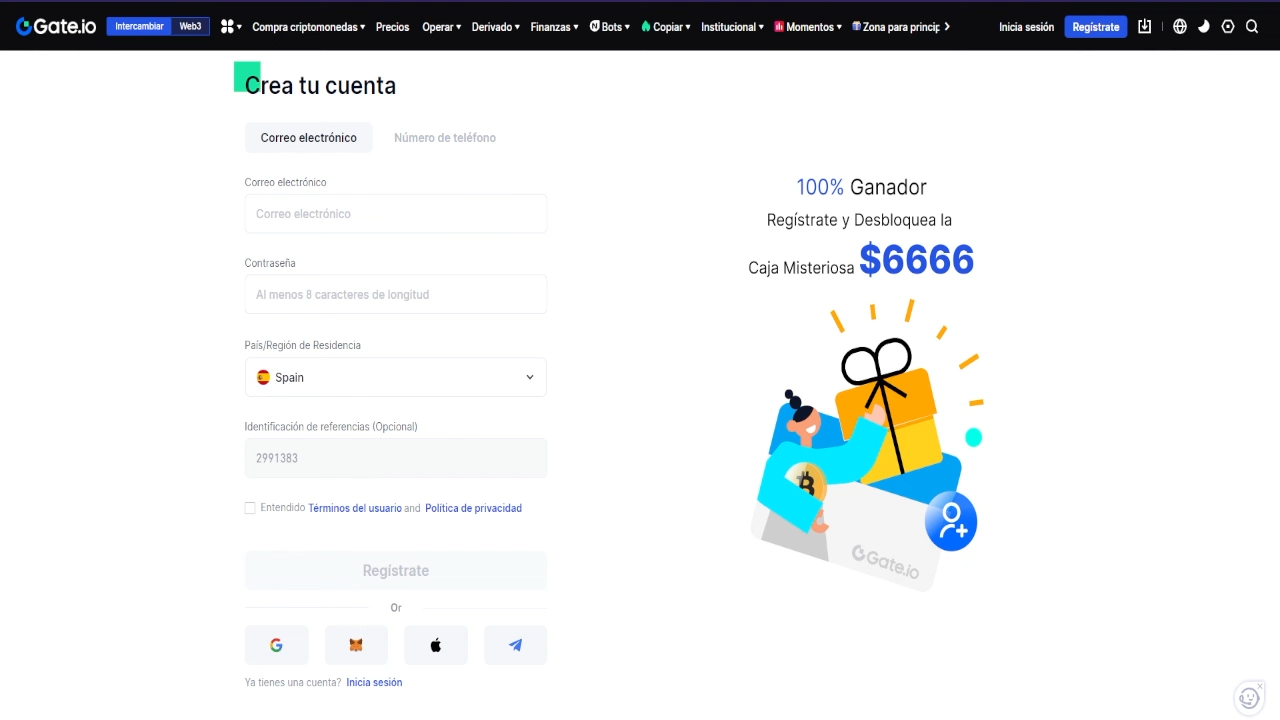 Gate.io Intercambiar Web3 Compra criptomonedas Precios Operar Derivado Finanzas Bots Copiar Institucional Momentos Zona para princip Inicia sesión Regístrate
Crea tu cuenta
Correo electrónico Número de teléfono
Correo electrónico
Correo electrónico
Contraseña
Al menos 8 caracteres de longitud
País/Región de Residencia
Spain
Identificación de referencias (Opcional)
2991383
Entendido Términos del usuario and Política de privacidad
Regístrate
Or
Ya tienes una cuenta? Inicia sesión
100% Ganador
Regístrate y Desbloquea la
Caja Misteriosa $6666
Gate.io